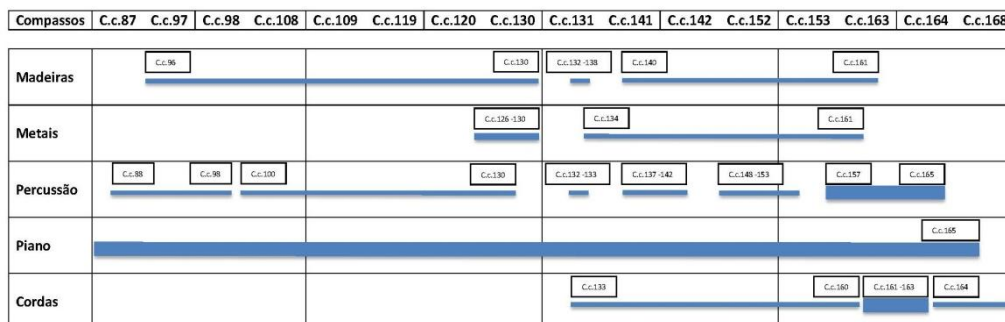 Compassos C.c.87 C.c.97 C.c.98 C.c.108 C.c.109 C.c.119 C.c.120 C.c.130 C.c.131 C.c.141 C.c.142 C.c.152 C.c.153 C.c.163 C.c.164 C.c.168
C.c.96 C.c.130 C.c.132 -138 C.c.140 C.c.161
Madeiras
C.c.126 -130 C.c.134 C.c.161
Metais
C.c.88 C.c.98 C.c.100 C.c.130 C.c.132 -133 C.c.137 -142 C.c.148 -153 C.c.157 C.c.165
Percussão
C.c.165
Piano
C.c.133 C.c.160 C.c.161 -163 C.c.164
Cordas